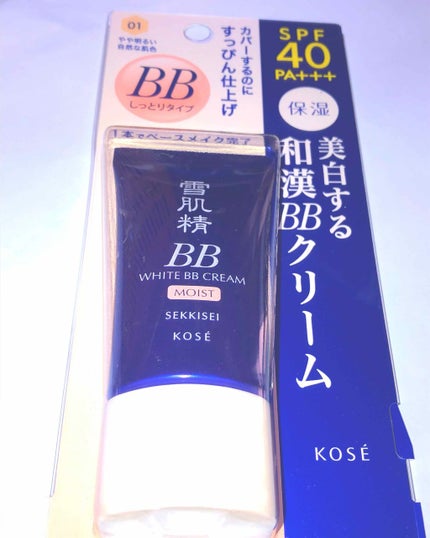 01
やや明るい
自然な肌色
BB
しっとりタイプ
カバーするのに
すっぴん仕上げ
SPF
40
PA+++
保湿
美白する
和漢BBクリーム
1本でベースメイク完了
雪肌精
BB
WHITE BB CREAM
MOIST
SEKKISEI
KOSÉ
KOSÉ